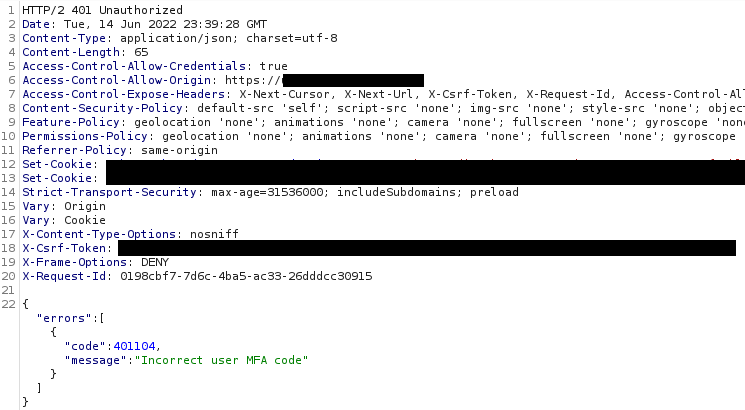 1 HTTP/2 401 Unauthorized
2 Date: Tue, 14 Jun 2022 23:39:28 GMT
3 Content-Type: application/json; charset=utf-8
4 Content-Length: 65
5 Access-Control-Allow-Credentials: true
6 Access-Control-Allow-Origin: https://
7 Access-Control-Expose-Headers: X-Next-Cursor, X-Next-Url, X-Csrf-Token, X-Request-Id, Access-Control-Al
8 Content-Security-Policy: default-src 'self'; script-src 'none'; img-src 'none'; style-src 'none'; objec
9 Feature-Policy: geolocation 'none'; animations 'none'; camera 'none'; fullscreen 'none'; gyroscope 'non
10 Permissions-Policy: geolocation 'none'; animations 'none'; camera 'none'; fullscreen 'none'; gyroscope
11 Referrer-Policy: same-origin
12 Set-Cookie:
13 Set-Cookie:
14 Strict-Transport-Security: max-age=31536000; includeSubdomains; preload
15 Vary: Origin
16 Vary: Cookie
17 X-Content-Type-Options: nosniff
18 X-Csrf-Token:
19 X-Frame-Options: DENY
20 X-Request-Id: 0198cbf7-7d6c-4ba5-ac33-26dddcc30915
21
22 {
"errors":[
{
"code":401104,
"message":"Incorrect user MFA code"
}
]
}